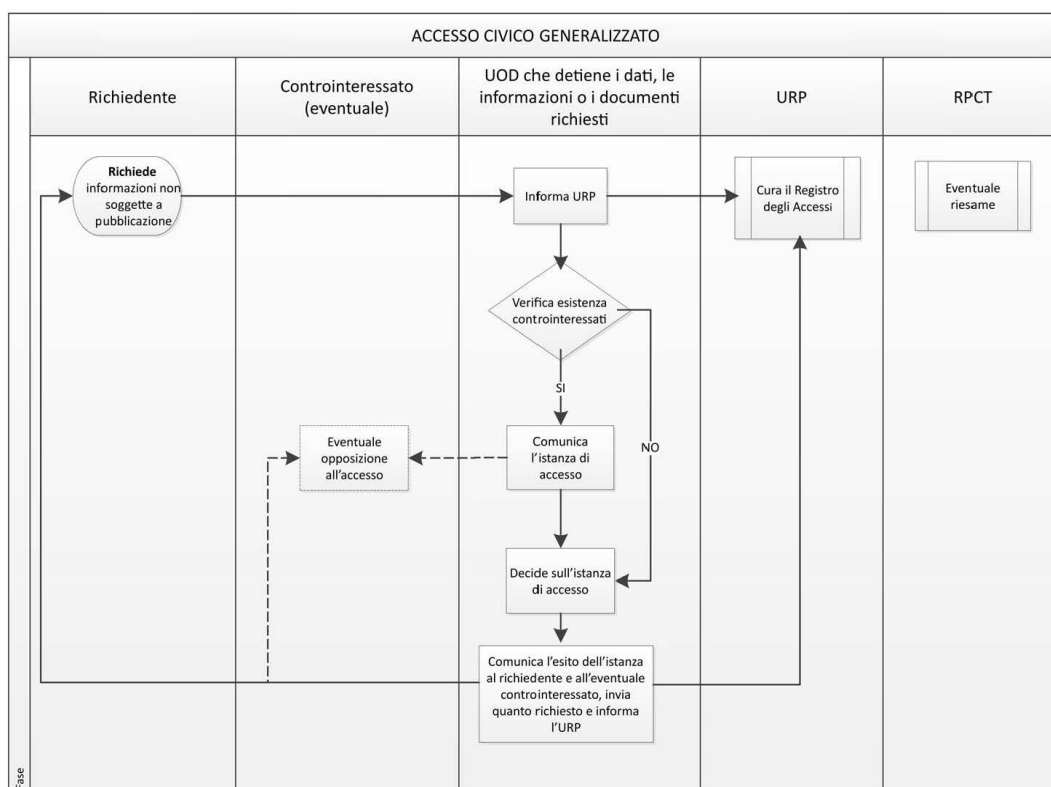 ACCESSO CIVICO GENERALIZZATO
Richiedente
Controinteressato
(eventuale)
UOD che detiene i dati, le
informazioni o i documenti
richiesti
URP
RPCT
Richiede
informazioni non
soggette a
pubblicazione
Informa URP
Cura il Registro
degli Accessi
Eventuale
riesame
Verifica esistenza
controinteressati
SI
NO
Eventuale
opposizione
all'accesso
Comunica
l'istanza di
accesso
Decide sull'istanza
di accesso
Comunica l'esito dell'istanza
al richiedente e all'eventuale
controinteressato, invia
quanto richiesto e informa
l'URP
Fase